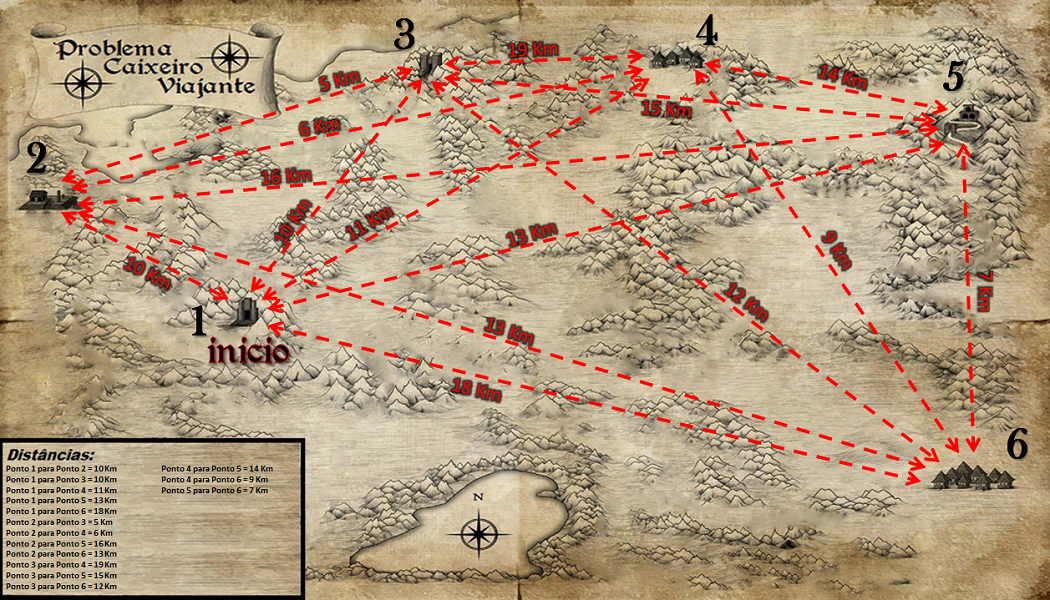 Problema
Caixeiro
Viajante
3
4
5
2
1
inicio
6
5 Km
19 Km
14 Km
6 Km
15 Km
16 Km
10 Km
11 Km
13 Km
9 Km
10 Km
7 Km
12 Km
13 Km
18 Km
Distâncias:
Ponto 1 para Ponto 2 = 10 Km
Ponto 1 para Ponto 3 = 10 Km
Ponto 1 para Ponto 4 = 11 Km
Ponto 1 para Ponto 5 = 13 Km
Ponto 1 para Ponto 6 = 18 Km
Ponto 2 para Ponto 3 = 5 Km
Ponto 2 para Ponto 4 = 6 Km
Ponto 2 para Ponto 5 = 16 Km
Ponto 2 para Ponto 6 = 13 Km
Ponto 3 para Ponto 4 = 19 Km
Ponto 3 para Ponto 5 = 15 Km
Ponto 3 para Ponto 6 = 12 Km
Ponto 4 para Ponto 5 = 14 Km
Ponto 4 para Ponto 6 = 9 Km
Ponto 5 para Ponto 6 = 7 Km
N